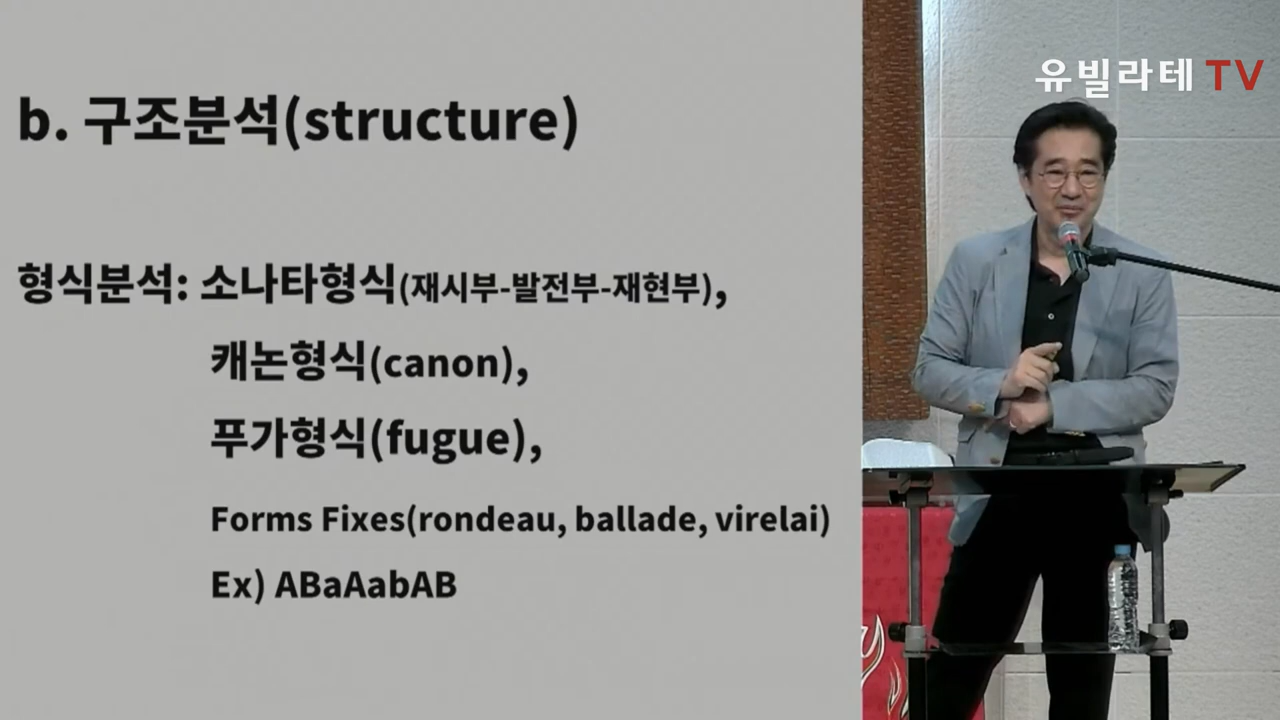 b. 구조분석(structure)
형식분석: 소나타형식(재시부-발전부-재현부),
캐논형식(canon),
푸가형식(fugue),
Forms Fixes(rondeau, ballade, virelai)
Ex) ABaAabAB
유빌라테 TV